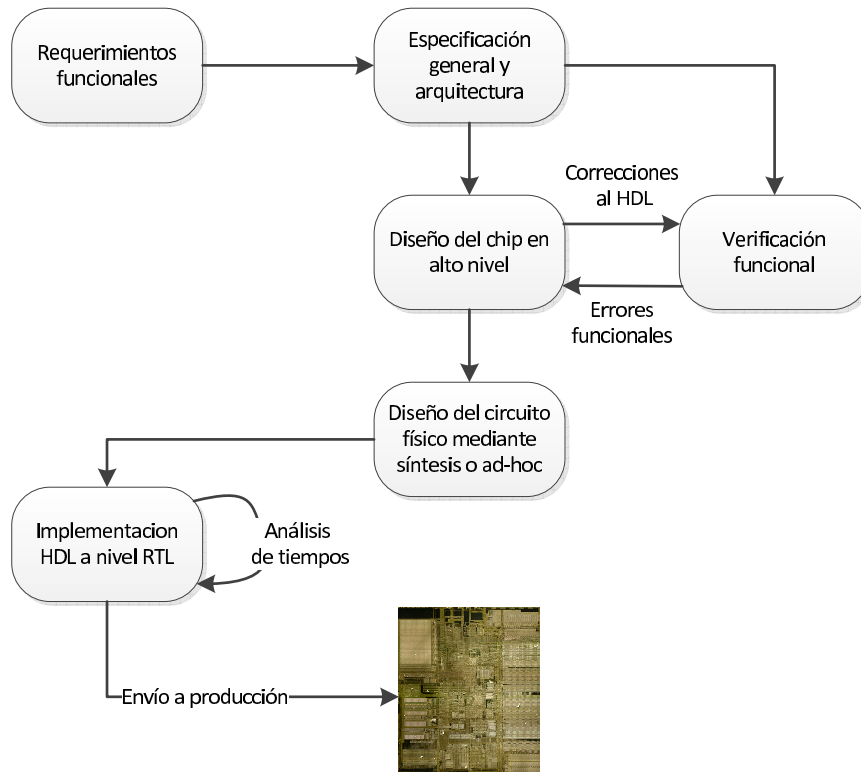 Requerimientos
funcionales
Especificación
general y
arquitectura
Correcciones
al HDL
Diseño del chip en
alto nivel
Verificación
funcional
Errores
funcionales
Diseño del circuito
físico mediante
síntesis o ad-hoc
Implementacion
HDL a nivel RTL
Análisis
de tiempos
Envío a producción